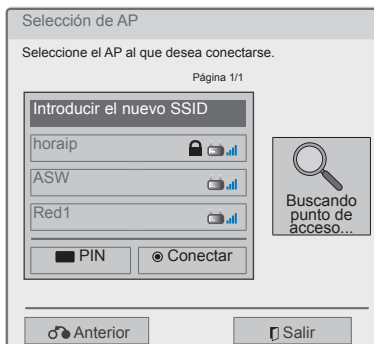 Selección de AP
Seleccione el AP al que desea conectarse.
Página 1/1
Introducir el nuevo SSID
horaip
ASW
Red1
PIN
Conectar
Buscando
punto de
acceso...
Anterior
Salir